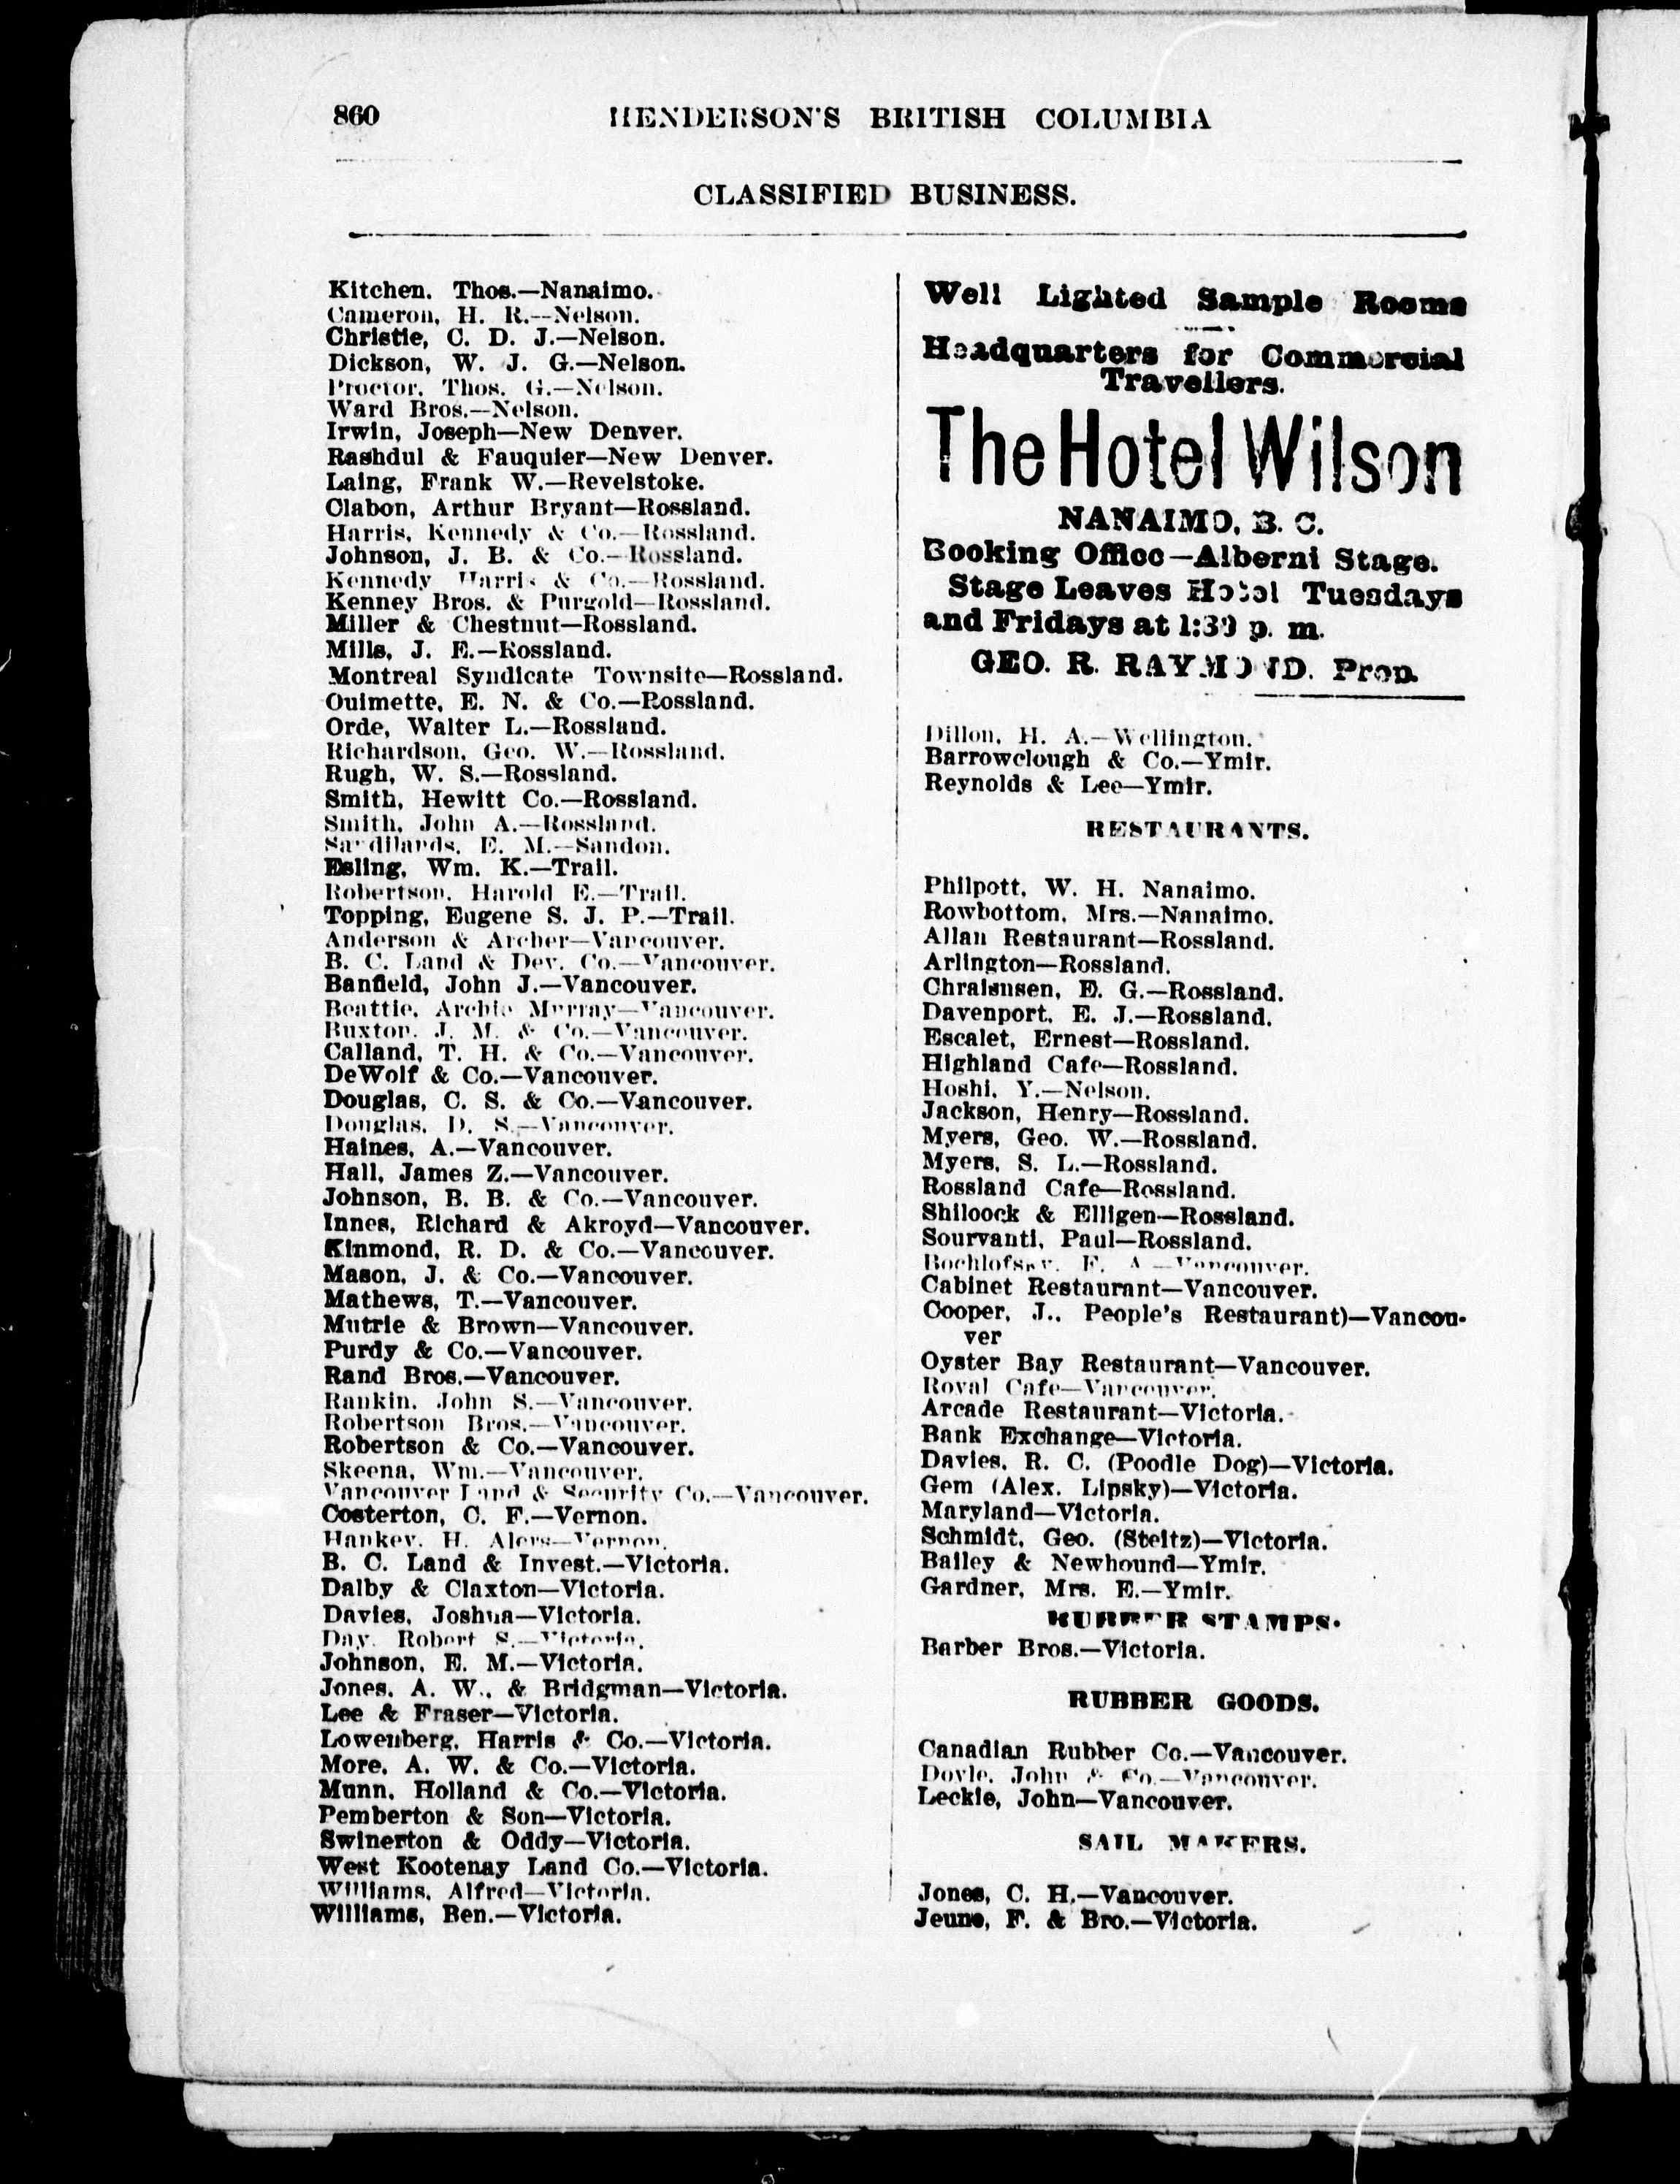 860 HENDERSON'S BRITISH COLUMBIA
CLASSIFIED BUSINESS.
Kitchen. Thos.—Nanaimo.
Cameron, H. R.—Nelson.
Christie, C. D. J.—Nelson.
Dickson, W. J. G.—Nelson.
Proctor, Thos. G.—Nelson.
Ward Bros.—Nelson.
Irwin, Joseph—New Denver.
Rashdul & Fauquier—New Denver.
Laing, Frank W.—Revelstoke.
Clabon, Arthur Bryant—Rossland.
Harris, Kennedy & Co.—Rossland.
Johnson, J. B. & Co.—Rossland.
Kennedy Harris & Co.—Rossland.
Kenney Bros. & Purgold—Rossland.
Miller & Chestnut—Rossland.
Mills, J. E.—Rossland.
Montreal Syndicate Townsite—Rossland.
Ouimette, E. N. & Co.—Rossland.
Orde, Walter L.—Rossland.
Richardson, Geo. W.—Rossland.
Rugh, W. S.—Rossland.
Smith, Hewitt Co.—Rossland.
Smith, John A.—Rossland.
Sandilands, E. M.—Sandon.
Esling, Wm. K.—Trail.
Robertson, Harold E.—Trail.
Topping, Eugene S. J. P.—Trail.
Anderson & Archer—Vancouver.
B. C. Land & Dev. Co.—Vancouver.
Banfield, John J.—Vancouver.
Beattie, Archie Murray—Vancouver.
Buxton, J. M. & Co.—Vancouver.
Calland, T. H. & Co.—Vancouver.
DeWolf & Co.—Vancouver.
Douglas, C. S. & Co.—Vancouver.
Douglas, D. S.—Vancouver.
Haines, A.—Vancouver.
Hall, James Z.—Vancouver.
Johnson, B. B. & Co.—Vancouver.
Innes, Richard & Akroyd—Vancouver.
Kinmond, R. D. & Co.—Vancouver.
Mason, J. & Co.—Vancouver.
Mathews, T.—Vancouver.
Mutrie & Brown—Vancouver.
Purdy & Co.—Vancouver.
Rand Bros.—Vancouver.
Rankin, John S.—Vancouver.
Robertson Bros.—Vancouver.
Robertson & Co.—Vancouver.
Skeena, Wm.—Vancouver.
Vancouver Land & Security Co.—Vancouver.
Costerton, C. F.—Vernon.
Hankey, H. Alers—Vernon.
B. C. Land & Invest.—Victoria.
Dalby & Claxton—Victoria.
Davies, Joshua—Victoria.
Day, Robert S.—Victoria.
Johnson, E. M.—Victoria.
Jones, A. W., & Bridgman—Victoria.
Lee & Fraser—Victoria.
Lowenberg, Harris & Co.—Victoria.
More, A. W. & Co.—Victoria.
Munn, Holland & Co.—Victoria.
Pemberton & Son—Victoria.
Swinerton & Oddy—Victoria.
West Kootenay Land Co.—Victoria.
Williams, Alfred—Victoria.
Williams, Ben.—Victoria.
Well Lighted Sample Rooms
Headquarters for Commercial
Travellers.
The Hotel Wilson
NANAIMO, B. C.
Booking Office—Alberni Stage.
Stage Leaves Hotel Tuesdays
and Fridays at 1:30 p. m.
GEO. R. RAYMOND. Prop.
Dillon, H. A.—Wellington.
Barrowclough & Co.—Ymir.
Reynolds & Lee—Ymir.
RESTAURANTS.
Philpott, W. H. Nanaimo.
Rowbottom, Mrs.—Nanaimo.
Allan Restaurant—Rossland.
Arlington—Rossland.
Chraisnsen, E. G.—Rossland.
Davenport, E. J.—Rossland.
Escalet, Ernest—Rossland.
Highland Cafe—Rossland.
Hoshi, Y.—Nelson.
Jackson, Henry—Rossland.
Myers, Geo. W.—Rossland.
Myers, S. L.—Rossland.
Rossland Cafe—Rossland.
Shiloock & Elligen—Rossland.
Sourvanti, Paul—Rossland.
F. A.—Vancouver.
Cabinet Restaurant—Vancouver.
Cooper, J., People's Restaurant)—Vancou-
ver
Oyster Bay Restaurant—Vancouver.
Royal Cafe—Vancouver.
Arcade Restaurant—Victoria.
Bank Exchange—Victoria.
Davies, R. C. (Poodle Dog)—Victoria.
Gem (Alex. Lipsky)—Victoria.
Maryland—Victoria.
Schmidt, Geo. (Steitz)—Victoria.
Bailey & Newhound—Ymir.
Gardner, Mrs. E.—Ymir.
RUBBER STAMPS.
Barber Bros.—Victoria.
RUBBER GOODS.
Canadian Rubber Co.—Vancouver.
Doyle, John & Co.—Vancouver.
Leckie, John—Vancouver.
SAIL MAKERS.
Jones, C. H.—Vancouver.
Jeune, F. & Bro.—Victoria.